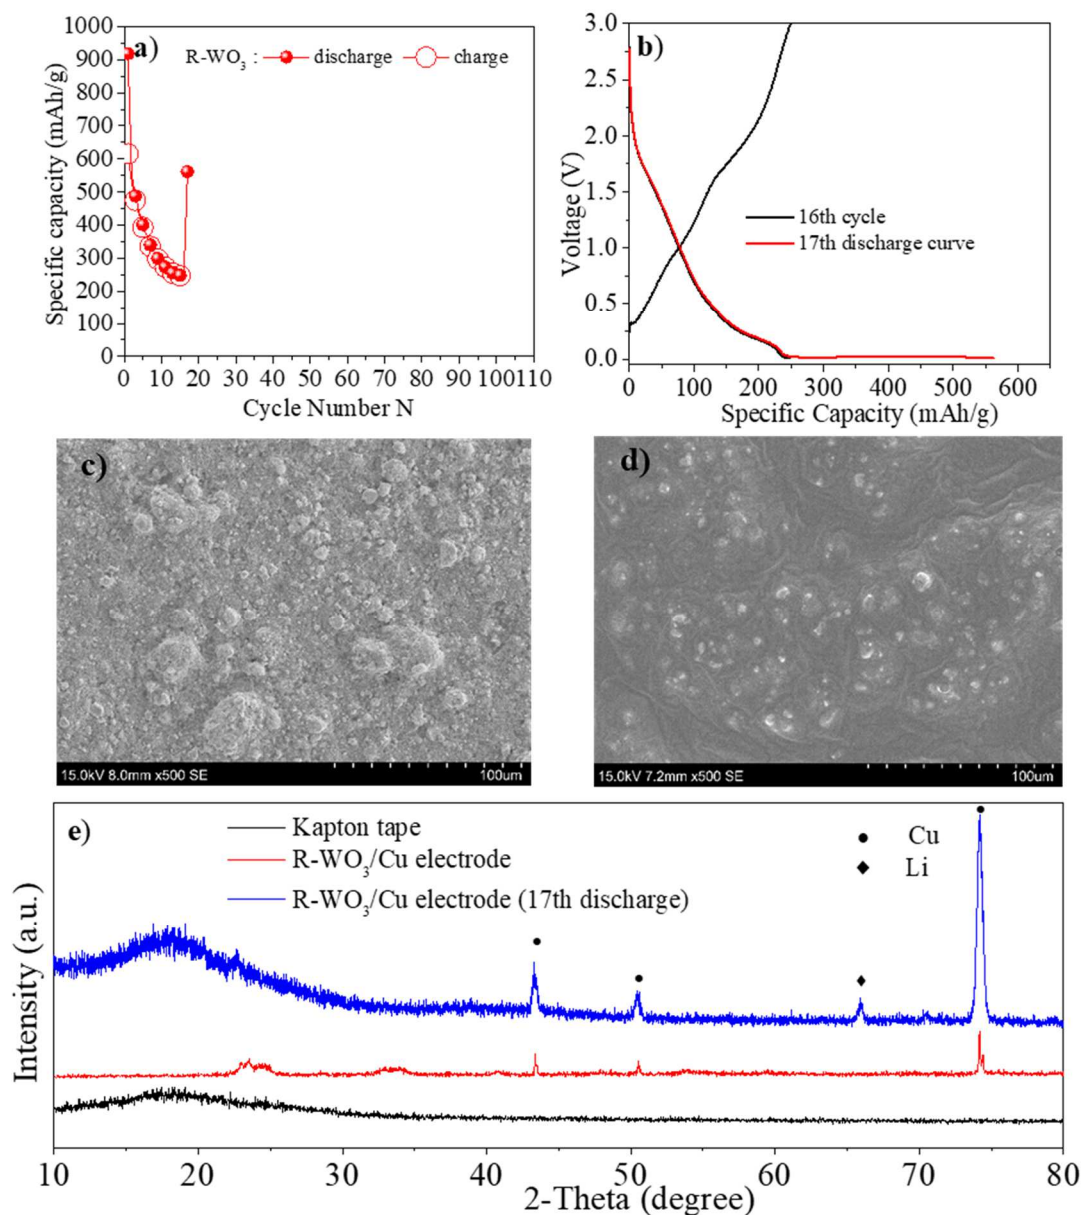 a)
R-WO₃ : discharge charge
Specific capacity (mAh/g)
1000
900
800
700
600
500
400
300
200
100
0
0 10 20 30 40 50 60 70 80 90 100 110
Cycle Number N
b)
Voltage (V)
3.0
2.5
2.0
1.5
1.0
0.5
0.0
16th cycle
17th discharge curve
0 100 200 300 400 500 600
Specific Capacity (mAh/g)
c)
15.0kV 8.0mm x500 SE 100um
d)
15.0kV 7.2mm x500 SE 100um
e)
Kapton tape
R-WO₃/Cu electrode
R-WO₃/Cu electrode (17th discharge)
Cu
Li
Intensity (a.u.)
10 20 30 40 50 60 70 80
2-Theta (degree)